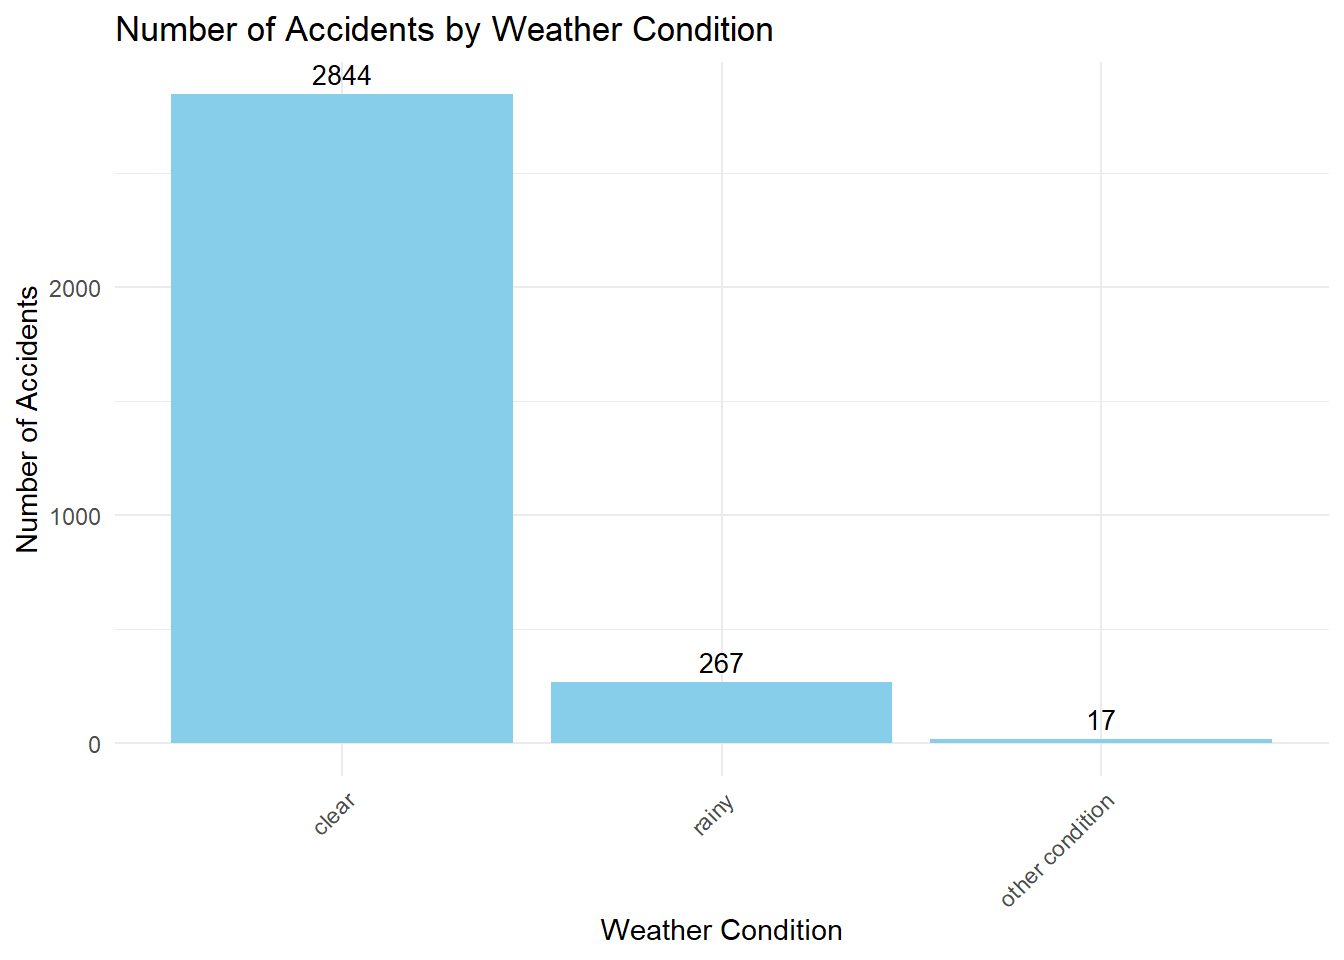 Number of Accidents by Weather Condition
2844
267
17
Number of Accidents
2000
1000
0
clear
rainy
other condition
Weather Condition